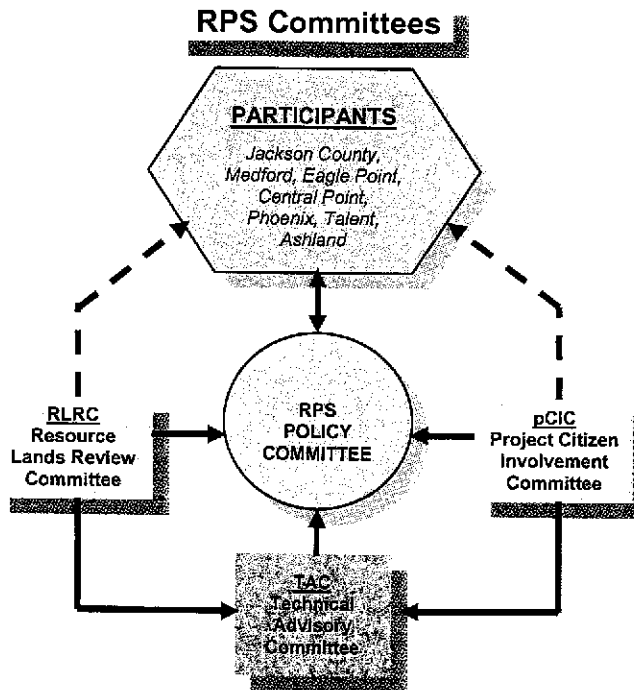 RPS Committees
PARTICIPANTS
Jackson County,
Medford, Eagle Point,
Central Point,
Phoenix, Talent,
Ashland
RPS
POLICY
COMMITTEE
RLRC
Resource
Lands Review
Committee
pCIC
Project Citizen
Involvement
Committee
TAC
Technical
Advisory
Committee